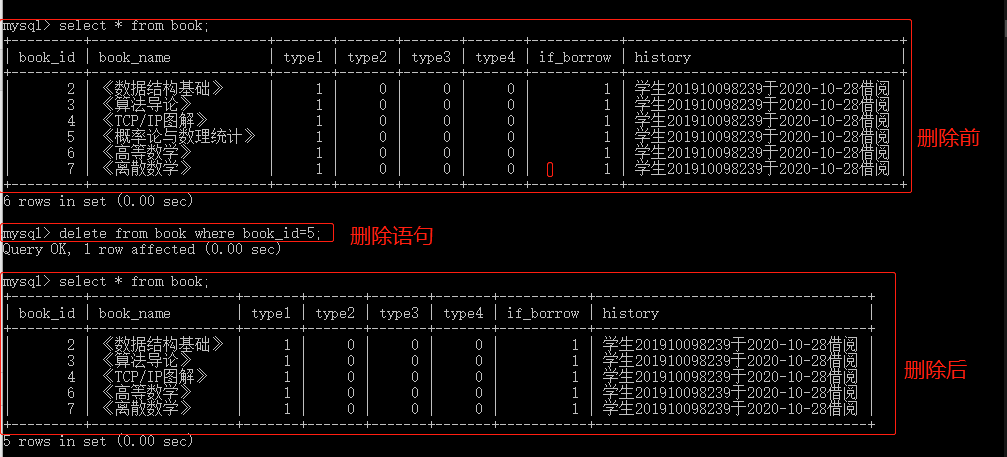 mysql> select * from book;
| book_id | book_name | type1 | type2 | type3 | type4 | if_borrow | history |
| 2 | 《数据结构基础》 | 1 | 0 | 0 | 0 | 1 | 学生201910098239于2020-10-28借阅
| 3 | 《算法导论》 | 1 | 0 | 0 | 0 | 1 | 学生201910098239于2020-10-28借阅
| 4 | 《TCP/IP图解》 | 1 | 0 | 0 | 0 | 1 | 学生201910098239于2020-10-28借阅
| 5 | 《概率论与数理统计》 | 1 | 0 | 0 | 0 | 1 | 学生201910098239于2020-10-28借阅
| 6 | 《高等数学》 | 1 | 0 | 0 | 0 | 1 | 学生201910098239于2020-10-28借阅
| 7 | 《离散数学》 | 1 | 0 | 0 | 0 | 1 | 学生201910098239于2020-10-28借阅
删除前
6 rows in set (0.00 sec)
mysql> delete from book where book_id=5;
删除语句
Query OK, 1 row affected (0.00 sec)
mysql> select * from book;
| book_id | book_name | type1 | type2 | type3 | type4 | if_borrow | history |
| 2 | 《数据结构基础》 | 1 | 0 | 0 | 0 | 1 | 学生201910098239于2020-10-28借阅
| 3 | 《算法导论》 | 1 | 0 | 0 | 0 | 1 | 学生201910098239于2020-10-28借阅
| 4 | 《TCP/IP图解》 | 1 | 0 | 0 | 0 | 1 | 学生201910098239于2020-10-28借阅
| 6 | 《高等数学》 | 1 | 0 | 0 | 0 | 1 | 学生201910098239于2020-10-28借阅
| 7 | 《离散数学》 | 1 | 0 | 0 | 0 | 1 | 学生201910098239于2020-10-28借阅
删除后
5 rows in set (0.00 sec)